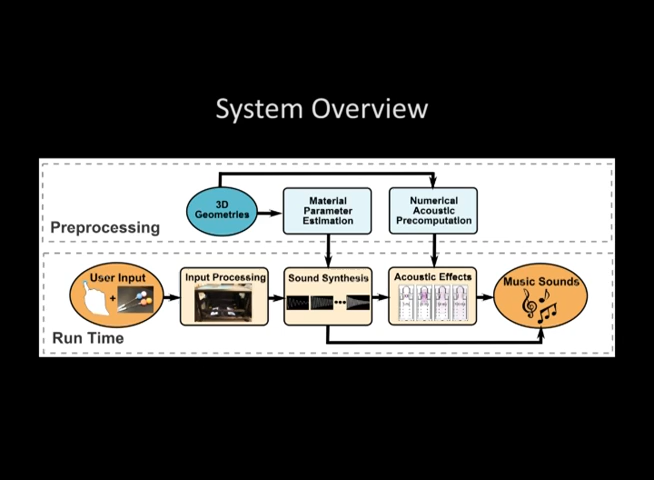 System Overview
3D
Geometries
Material
Parameter
Estimation
Numerical
Acoustic
Precomputation
Preprocessing
User Input
+
Input Processing
Sound Synthesis
Acoustic Effects
Music Sounds
Run Time